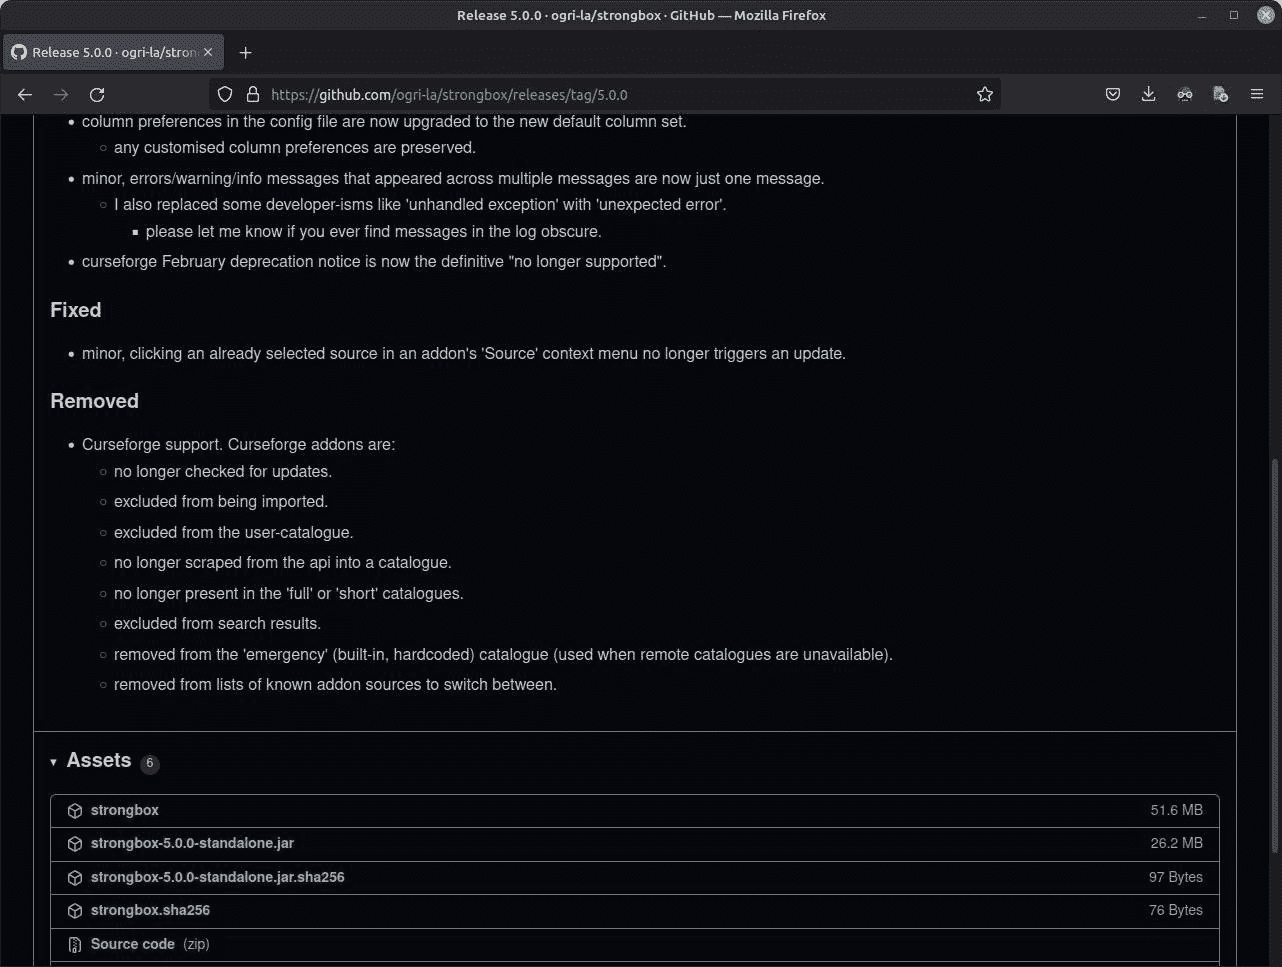 Release 5.0.0 · ogri-la/strongbox · GitHub — Mozilla Firefox
Release 5.0.0 · ogri-la/stron
https://github.com/ogri-la/strongbox/releases/tag/5.0.0
column preferences in the config file are now upgraded to the new default column set.
any customised column preferences are preserved.
minor, errors/warning/info messages that appeared across multiple messages are now just one message.
I also replaced some developer-isms like 'unhandled exception' with 'unexpected error'.
please let me know if you ever find messages in the log obscure.
curseforge February deprecation notice is now the definitive "no longer supported".
Fixed
minor, clicking an already selected source in an addon's 'Source' context menu no longer triggers an update.
Removed
Curseforge support. Curseforge addons are:
no longer checked for updates.
excluded from being imported.
excluded from the user-catalogue.
no longer scraped from the api into a catalogue.
no longer present in the 'full' or 'short' catalogues.
excluded from search results.
removed from the 'emergency' (built-in, hardcoded) catalogue (used when remote catalogues are unavailable).
removed from lists of known addon sources to switch between.
Assets 6
strongbox 51.6 MB
strongbox-5.0.0-standalone.jar 26.2 MB
strongbox-5.0.0-standalone.jar.sha256 97 Bytes
strongbox.sha256 76 Bytes
Source code (zip)